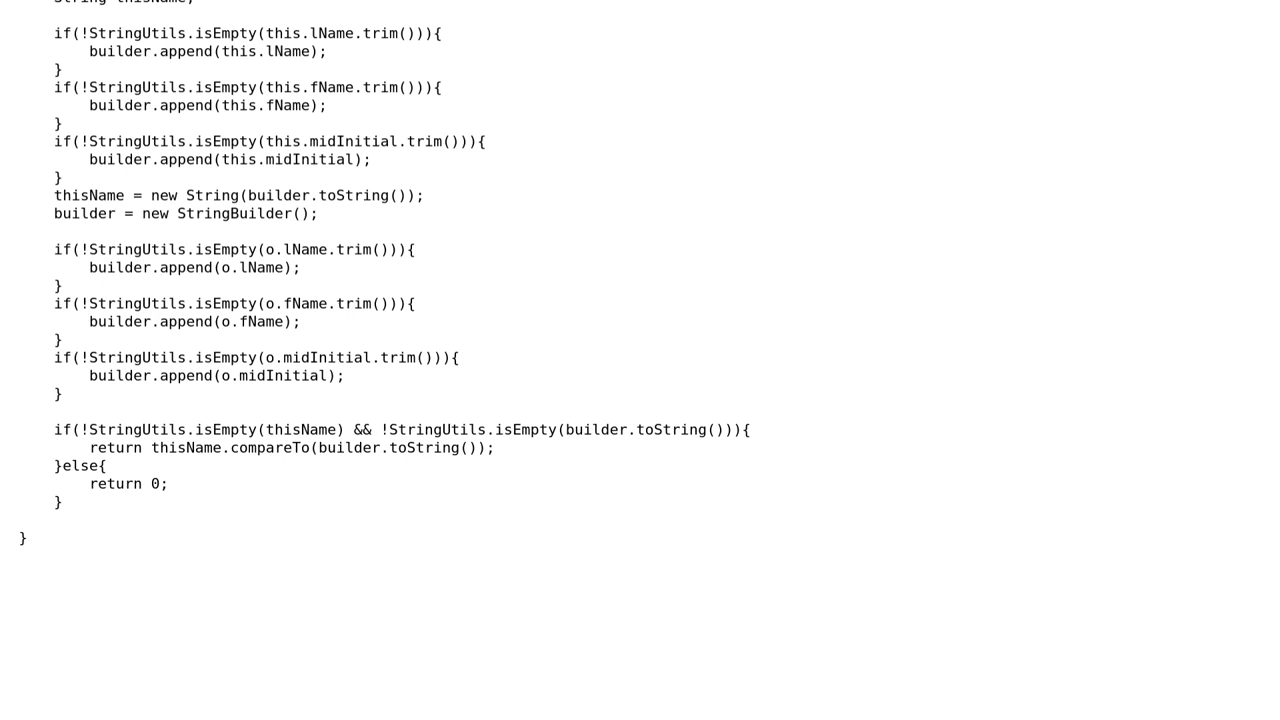 String thisName;
if(!StringUtils.isEmpty(this.lName.trim())){
builder.append(this.lName);
}
if(!StringUtils.isEmpty(this.fName.trim())){
builder.append(this.fName);
}
if(!StringUtils.isEmpty(this.midInitial.trim())){
builder.append(this.midInitial);
}
thisName = new String(builder.toString());
builder = new StringBuilder();
if(!StringUtils.isEmpty(o.lName.trim())){
builder.append(o.lName);
}
if(!StringUtils.isEmpty(o.fName.trim())){
builder.append(o.fName);
}
if(!StringUtils.isEmpty(o.midInitial.trim())){
builder.append(o.midInitial);
}
if(!StringUtils.isEmpty(thisName) && !StringUtils.isEmpty(builder.toString())){
return thisName.compareTo(builder.toString());
}else{
return 0;
}
}